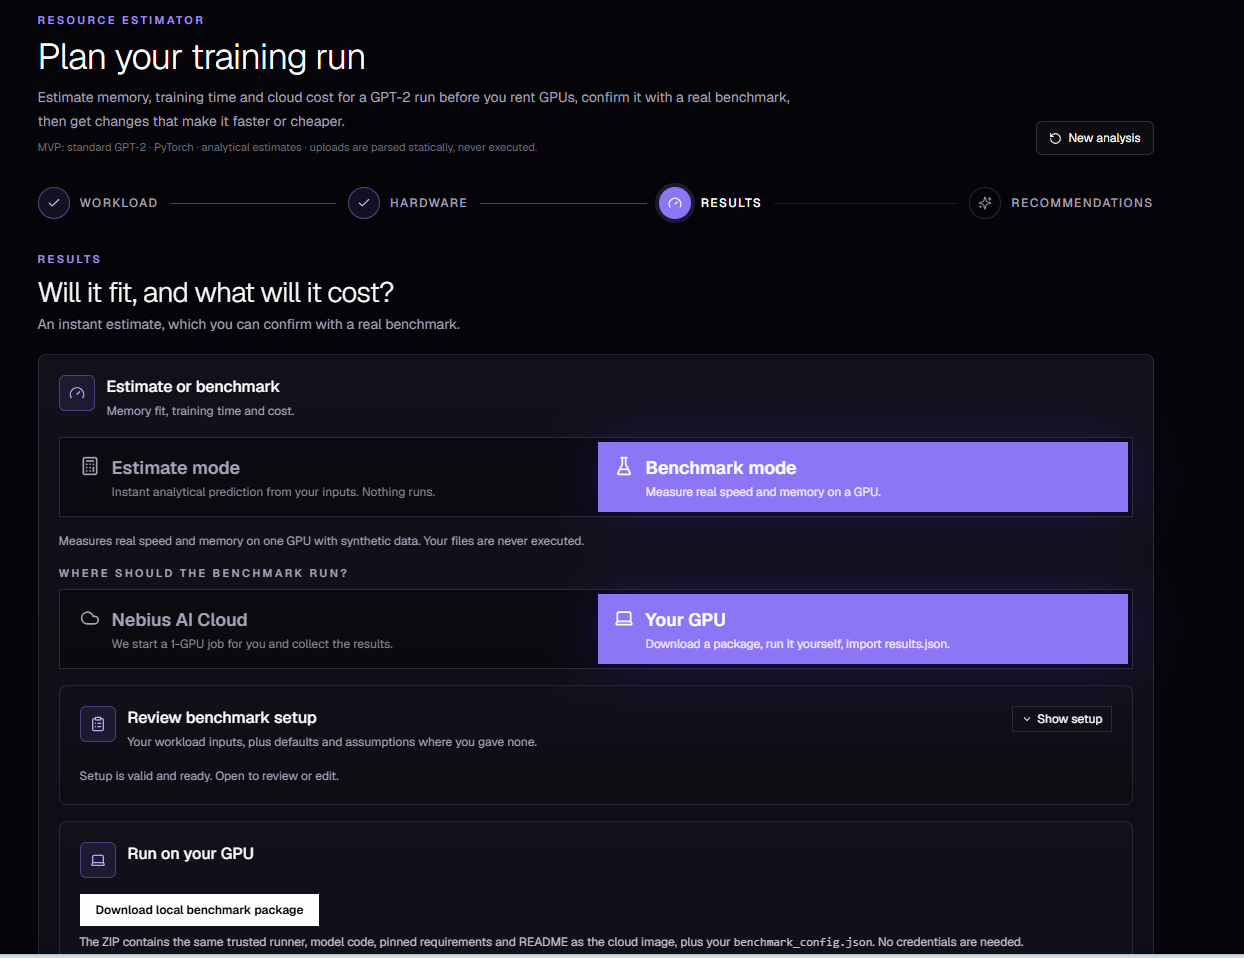 RESOURCE ESTIMATOR
Plan your training run
Estimate memory, training time and cloud cost for a GPT-2 run before you rent GPUs, confirm it with a real benchmark,
then get changes that make it faster or cheaper.
MVP: standard GPT-2 · PyTorch · analytical estimates · uploads are parsed statically, never executed.
New analysis
WORKLOAD
HARDWARE
RESULTS
RECOMMENDATIONS
RESULTS
Will it fit, and what will it cost?
An instant estimate, which you can confirm with a real benchmark.
Estimate or benchmark
Memory fit, training time and cost.
Estimate mode
Instant analytical prediction from your inputs. Nothing runs.
Benchmark mode
Measure real speed and memory on a GPU.
Measures real speed and memory on one GPU with synthetic data. Your files are never executed.
WHERE SHOULD THE BENCHMARK RUN?
Nebius AI Cloud
We start a 1-GPU job for you and collect the results.
Your GPU
Download a package, run it yourself, import results.json.
Review benchmark setup
Your workload inputs, plus defaults and assumptions where you gave none.
Show setup
Setup is valid and ready. Open to review or edit.
Run on your GPU
Download local benchmark package
The ZIP contains the same trusted runner, model code, pinned requirements and README as the cloud image, plus your benchmark_config.json. No credentials are needed.